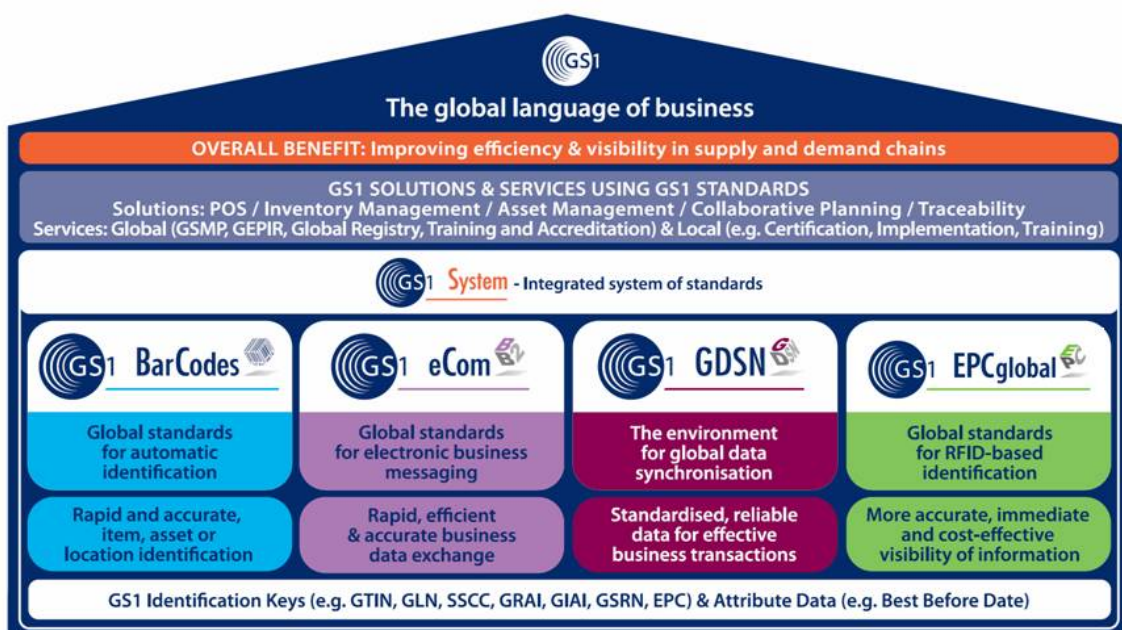 GS1
The global language of business
OVERALL BENEFIT: Improving efficiency & visibility in supply and demand chains
GS1 SOLUTIONS & SERVICES USING GS1 STANDARDS
Solutions: POS / Inventory Management / Asset Management / Collaborative Planning / Traceability
Services: Global (GSMP, GEPIR, Global Registry, Training and Accreditation) & Local (e.g. Certification, Implementation, Training)
GS1 System - Integrated system of standards
GS1 BarCodes
Global standards
for automatic
identification
Rapid and accurate,
item, asset or
location identification
GS1 eCom B B2
Global standards
for electronic business
messaging
Rapid, efficient
& accurate business
data exchange
GS1 GDSN GDSN
The environment
for global data
synchronisation
Standardised, reliable
data for effective
business transactions
GS1 EPCglobal EPC
Global standards
for RFID-based
identification
More accurate, immediate
and cost-effective
visibility of information
GS1 Identification Keys (e.g. GTIN, GLN, SSCC, GRAI, GIAI, GSRN, EPC) & Attribute Data (e.g. Best Before Date)